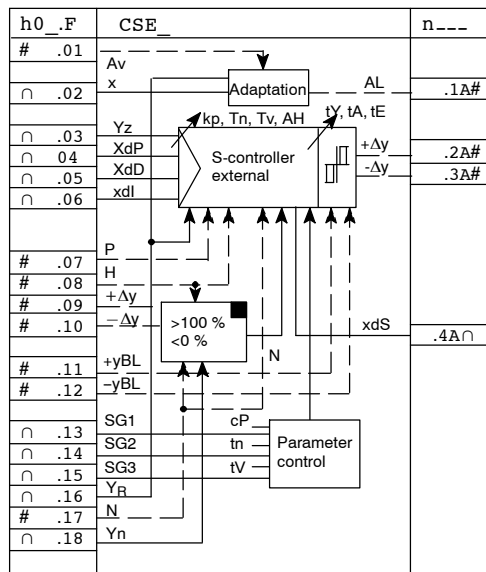 h0_.F CSE_ n___
# .01 Av
∩ .02 x Adaptation AL .1A#
kp, Tn, Tv, AH tY, tA, tE
∩ .03 Yz
∩ 04 XdP S-controller +Δy .2A#
∩ .05 XdD external -Δy .3A#
∩ .06 xdI
# .07 P
# .08 H
# .09 +Δy
# .10 −Δy >100 % xdS .4A∩
<0 % N
# .11 +yBL
# .12 −yBL
∩ .13 SG1 cP
∩ .14 SG2 tn Parameter
∩ .15 SG3 tV control
∩ .16 YR
# .17 N
∩ .18 Yn